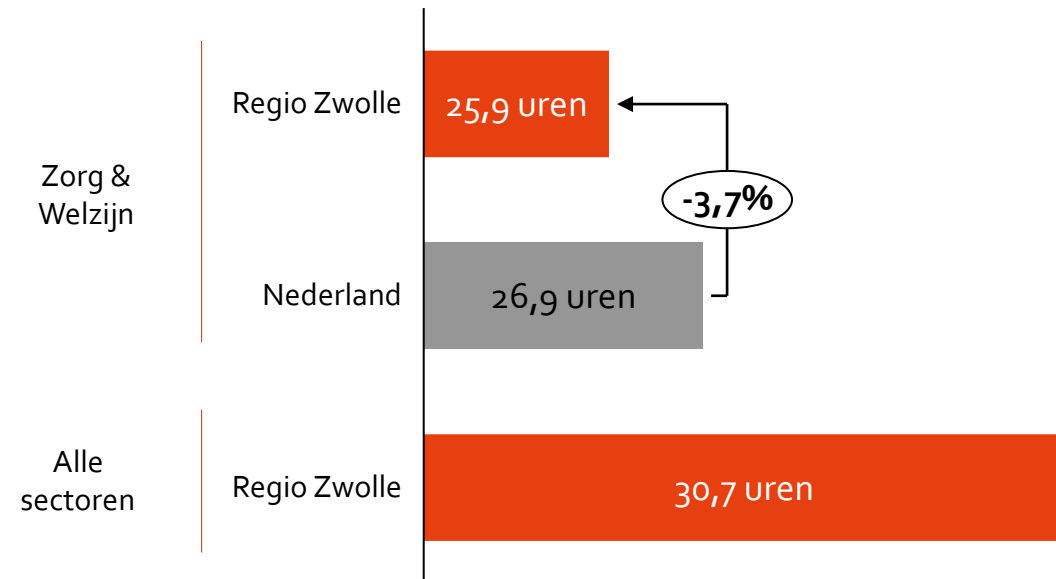 Zorg &
Welzijn
Regio Zwolle
25,9 uren
-3,7%
Nederland
26,9 uren
Alle
sectoren
Regio Zwolle
30,7 uren